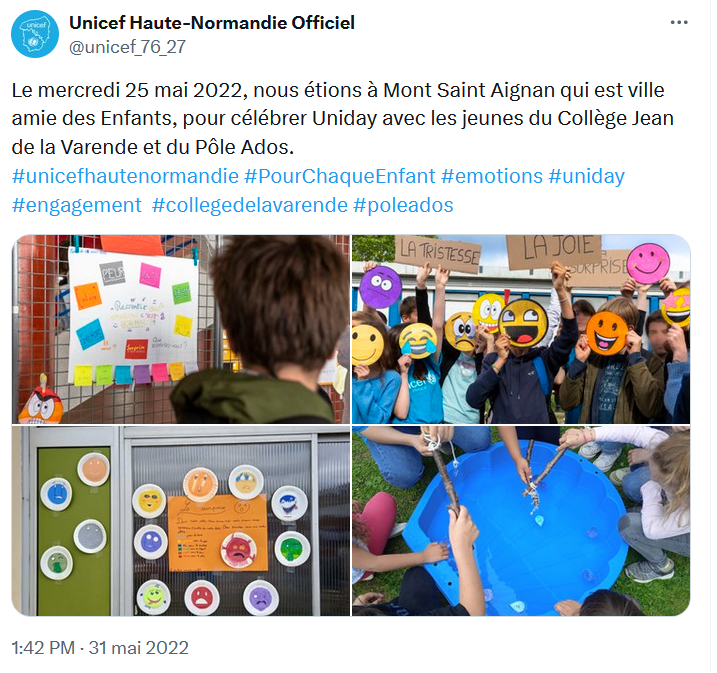 unicef
Unicef Haute-Normandie Officiel
@unicef_76_27
Le mercredi 25 mai 2022, nous étions à Mont Saint Aignan qui est ville
amie des Enfants, pour célébrer Uniday avec les jeunes du Collège Jean
de la Varende et du Pôle Ados.
#unicefhautenormandie #PourChaqueEnfant #emotions #uniday
#engagement #collegedelavarende #poleados
PEUR
LA TRISTESSE
LA JOIE
SURPRISE
1:42 PM · 31 mai 2022